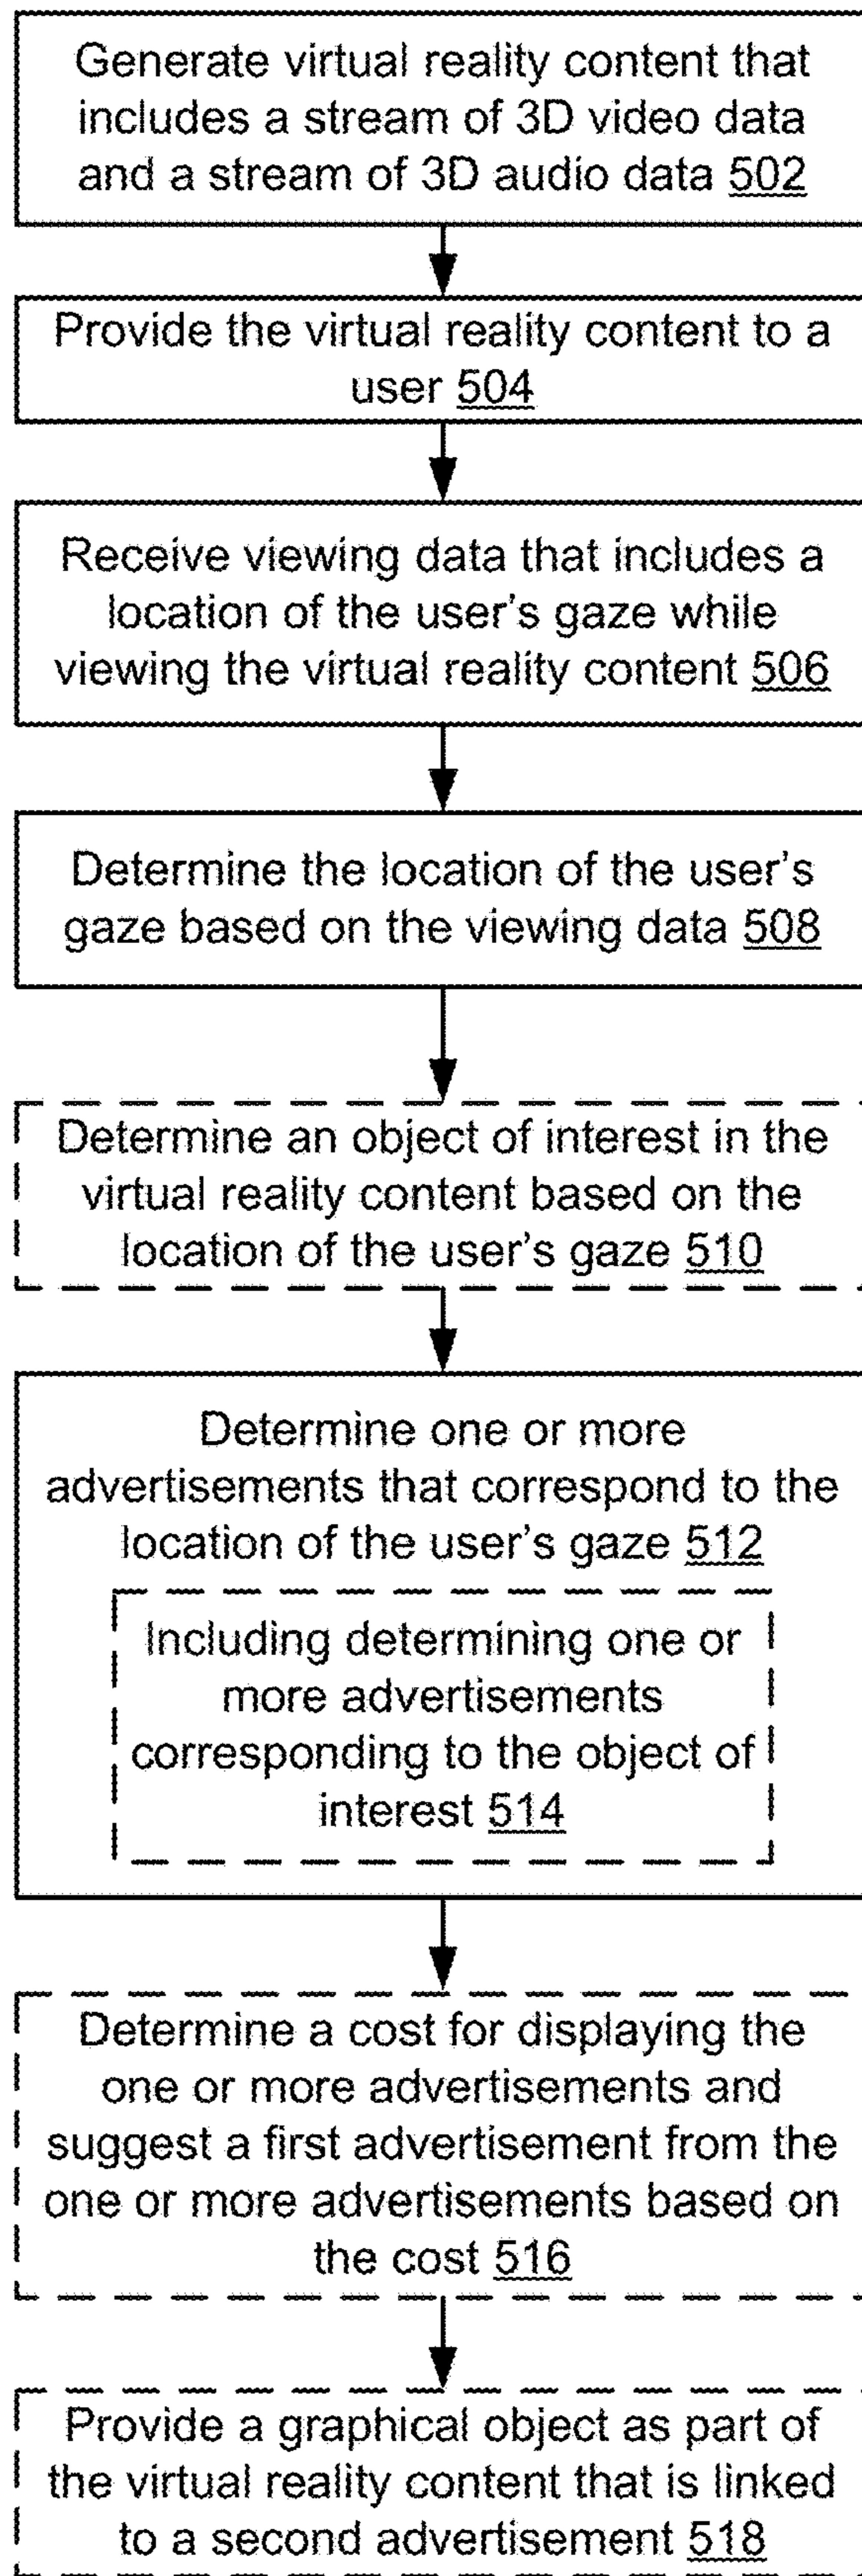 Generate virtual reality content that
includes a stream of 3D video data
and a stream of 3D audio data 502
Provide the virtual reality content to a
user 504
Receive viewing data that includes a
location of the user's gaze while
viewing the virtual reality content 506
Determine the location of the user's
gaze based on the viewing data 508
Determine an object of interest in the
virtual reality content based on the
location of the user's gaze 510
Determine one or more
advertisements that correspond to the
location of the user's gaze 512
Including determining one or
more advertisements
corresponding to the object of
interest 514
Determine a cost for displaying the
one or more advertisements and
suggest a first advertisement from the
one or more advertisements based on
the cost 516
Provide a graphical object as part of
the virtual reality content that is linked
to a second advertisement 518